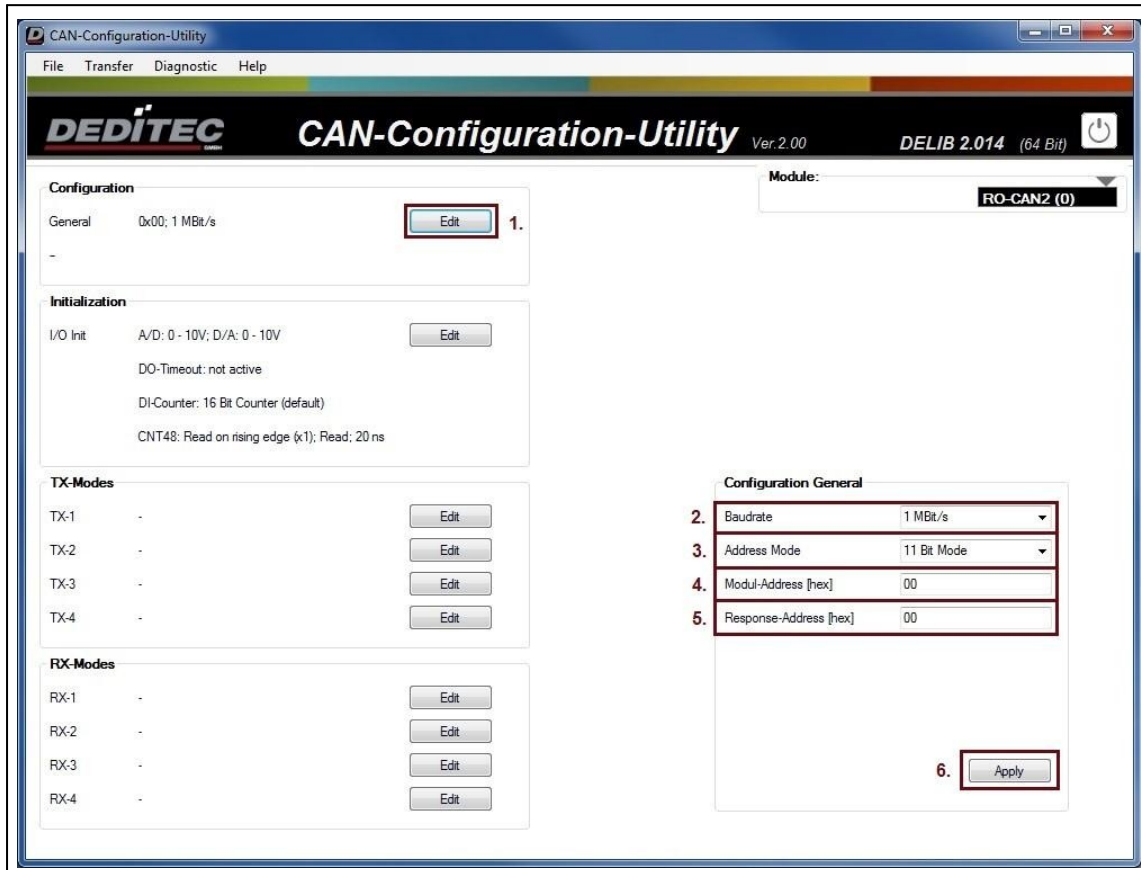 CAN-Configuration-Utility
File Transfer Diagnostic Help
DEDITEC
GMBH
CAN-Configuration-Utility Ver.2.00
DELIB 2.014 (64 Bit)
Module:
RO-CAN2 (0)
Configuration
General 0x00; 1 MBit/s Edit 1.
-
Initialization
I/O Init A/D: 0 - 10V; D/A: 0 - 10V Edit
DO-Timeout: not active
DI-Counter: 16 Bit Counter (default)
CNT48: Read on rising edge (x1); Read; 20 ns
TX-Modes
TX-1 - Edit
TX-2 - Edit
TX-3 - Edit
TX-4 - Edit
RX-Modes
RX-1 - Edit
RX-2 - Edit
RX-3 - Edit
RX-4 - Edit
Configuration General
2. Baudrate 1 MBit/s
3. Address Mode 11 Bit Mode
4. Modul-Address [hex] 00
5. Response-Address [hex] 00
6. Apply